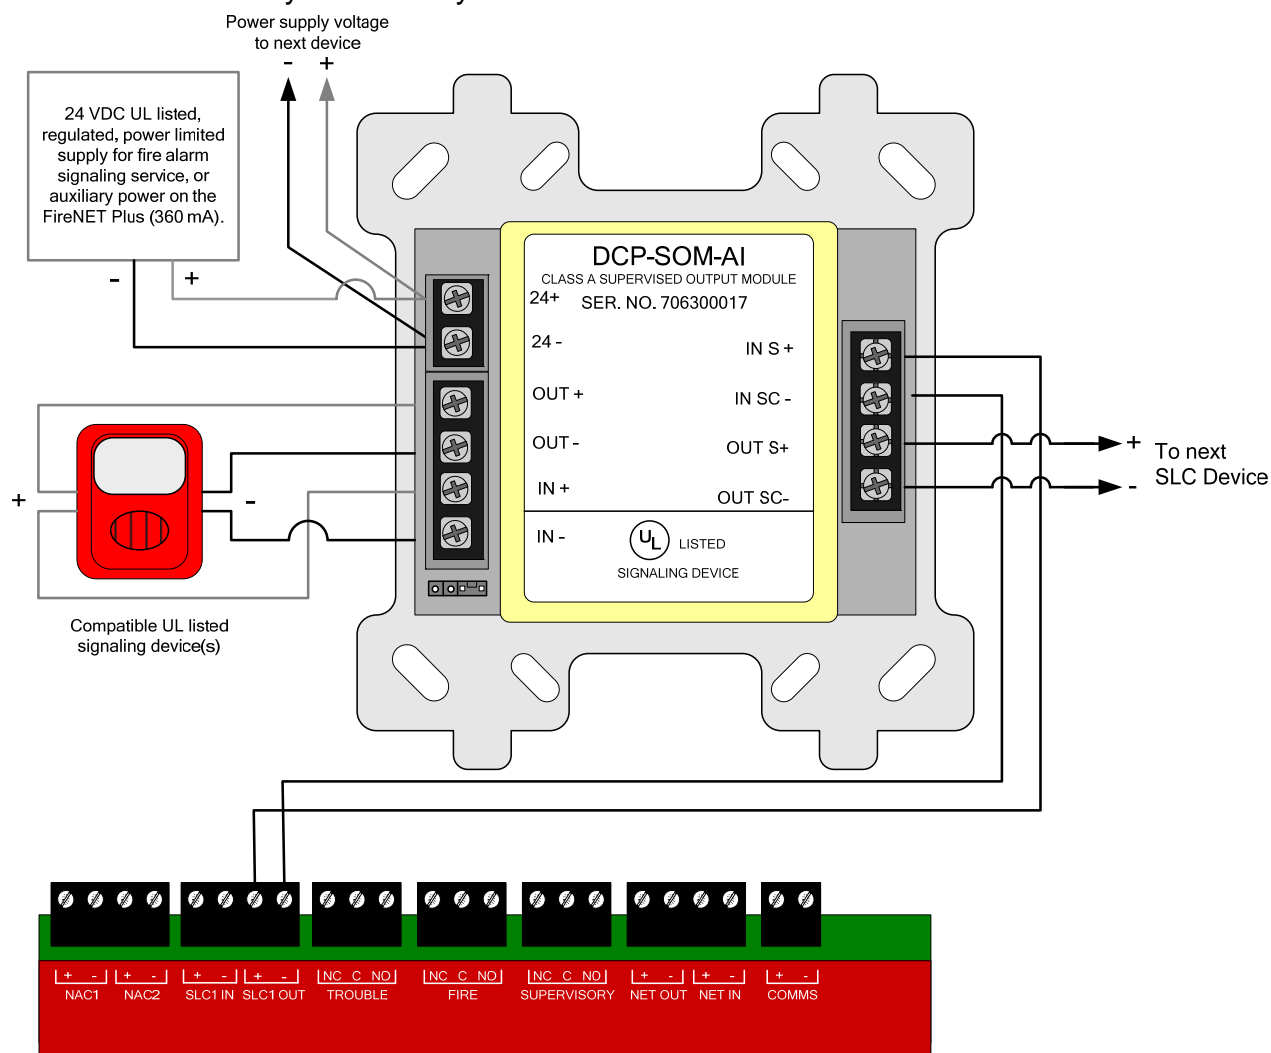 Power supply voltage
to next device
- +
24 VDC UL listed,
regulated, power limited
supply for fire alarm
signaling service, or
auxiliary power on the
FireNET Plus (360 mA).
- +
DCP-SOM-AI
CLASS A SUPERVISED OUTPUT MODULE
SER. NO. 706300017
24+
24 -
OUT +
OUT -
IN +
IN -
IN S +
IN SC -
OUT S+
OUT SC-
UL LISTED
SIGNALING DEVICE
+ -
Compatible UL listed
signaling device(s)
+
-
To next
SLC Device
+ - + - + - + - NC C NO NC C NO NC C NO + - + - + -
NAC1 NAC2 SLC1 IN SLC1 OUT TROUBLE FIRE SUPERVISORY NET OUT NET IN COMMS